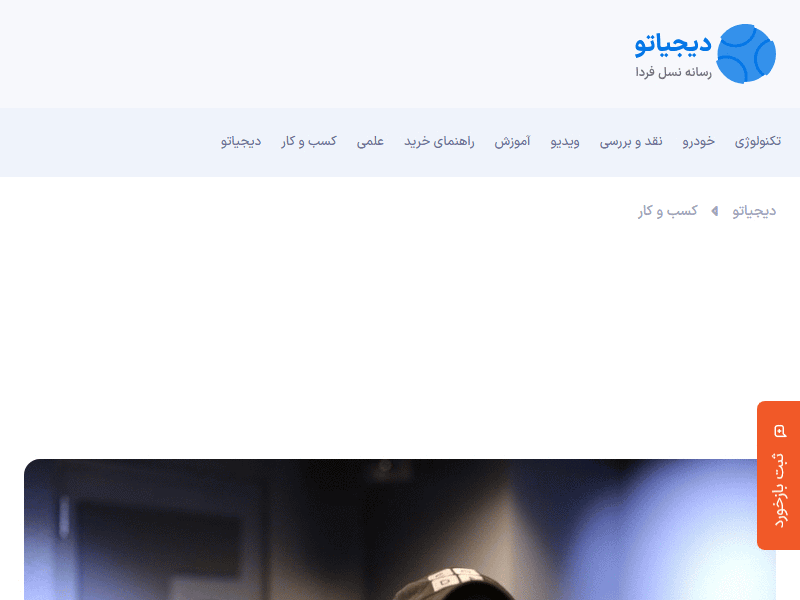 دیجیاتو
رسانه نسل فردا
تکنولوژی خودرو نقد و بررسی ویدیو آموزش راهنمای خرید علمی کسب و کار دیجیاتو
دیجیاتو کسب و کار
ثبت بازخورد